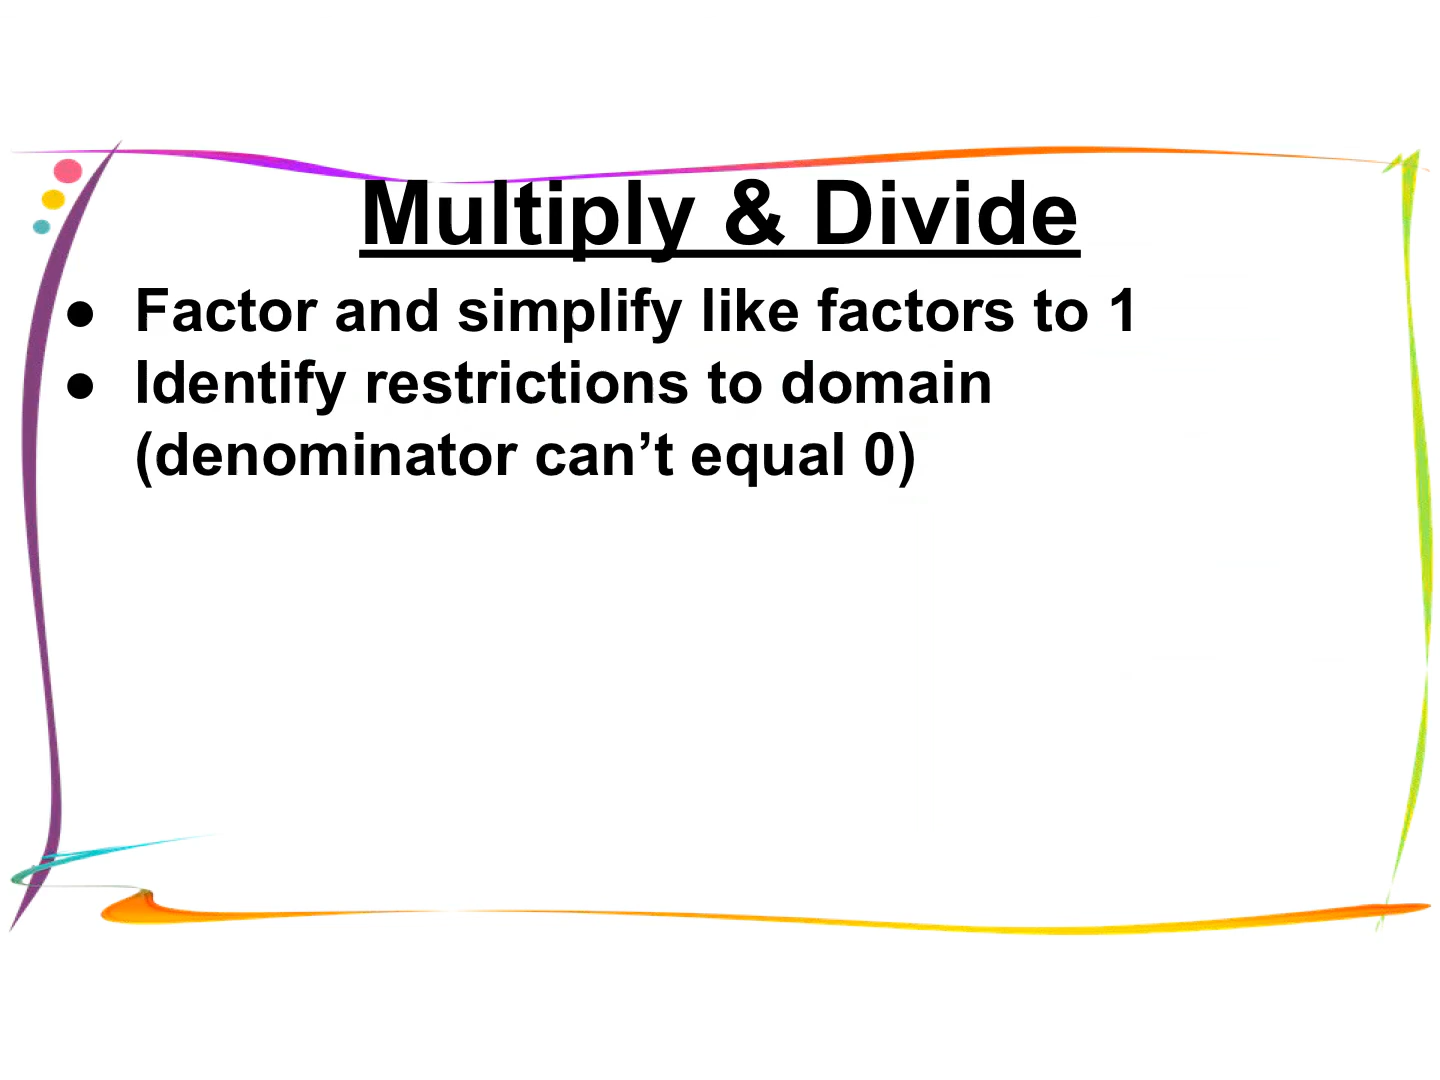 Multiply & Divide
● Factor and simplify like factors to 1
● Identify restrictions to domain
(denominator can’t equal 0)